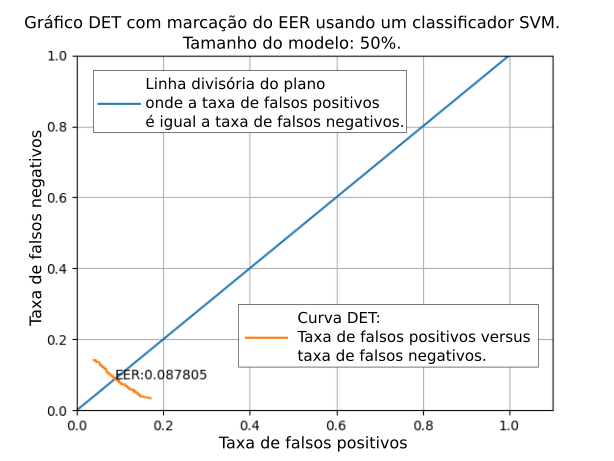 Gráfico DET com marcação do EER usando um classificador SVM.
Tamanho do modelo: 50%.
1.0
0.8
0.6
0.4
0.2
0.0
Taxa de falsos negativos
Linha divisória do plano
onde a taxa de falsos positivos
é igual a taxa de falsos negativos.
Curva DET:
Taxa de falsos positivos versus
taxa de falsos negativos.
EER:0.087805
0.0 0.2 0.4 0.6 0.8 1.0
Taxa de falsos positivos